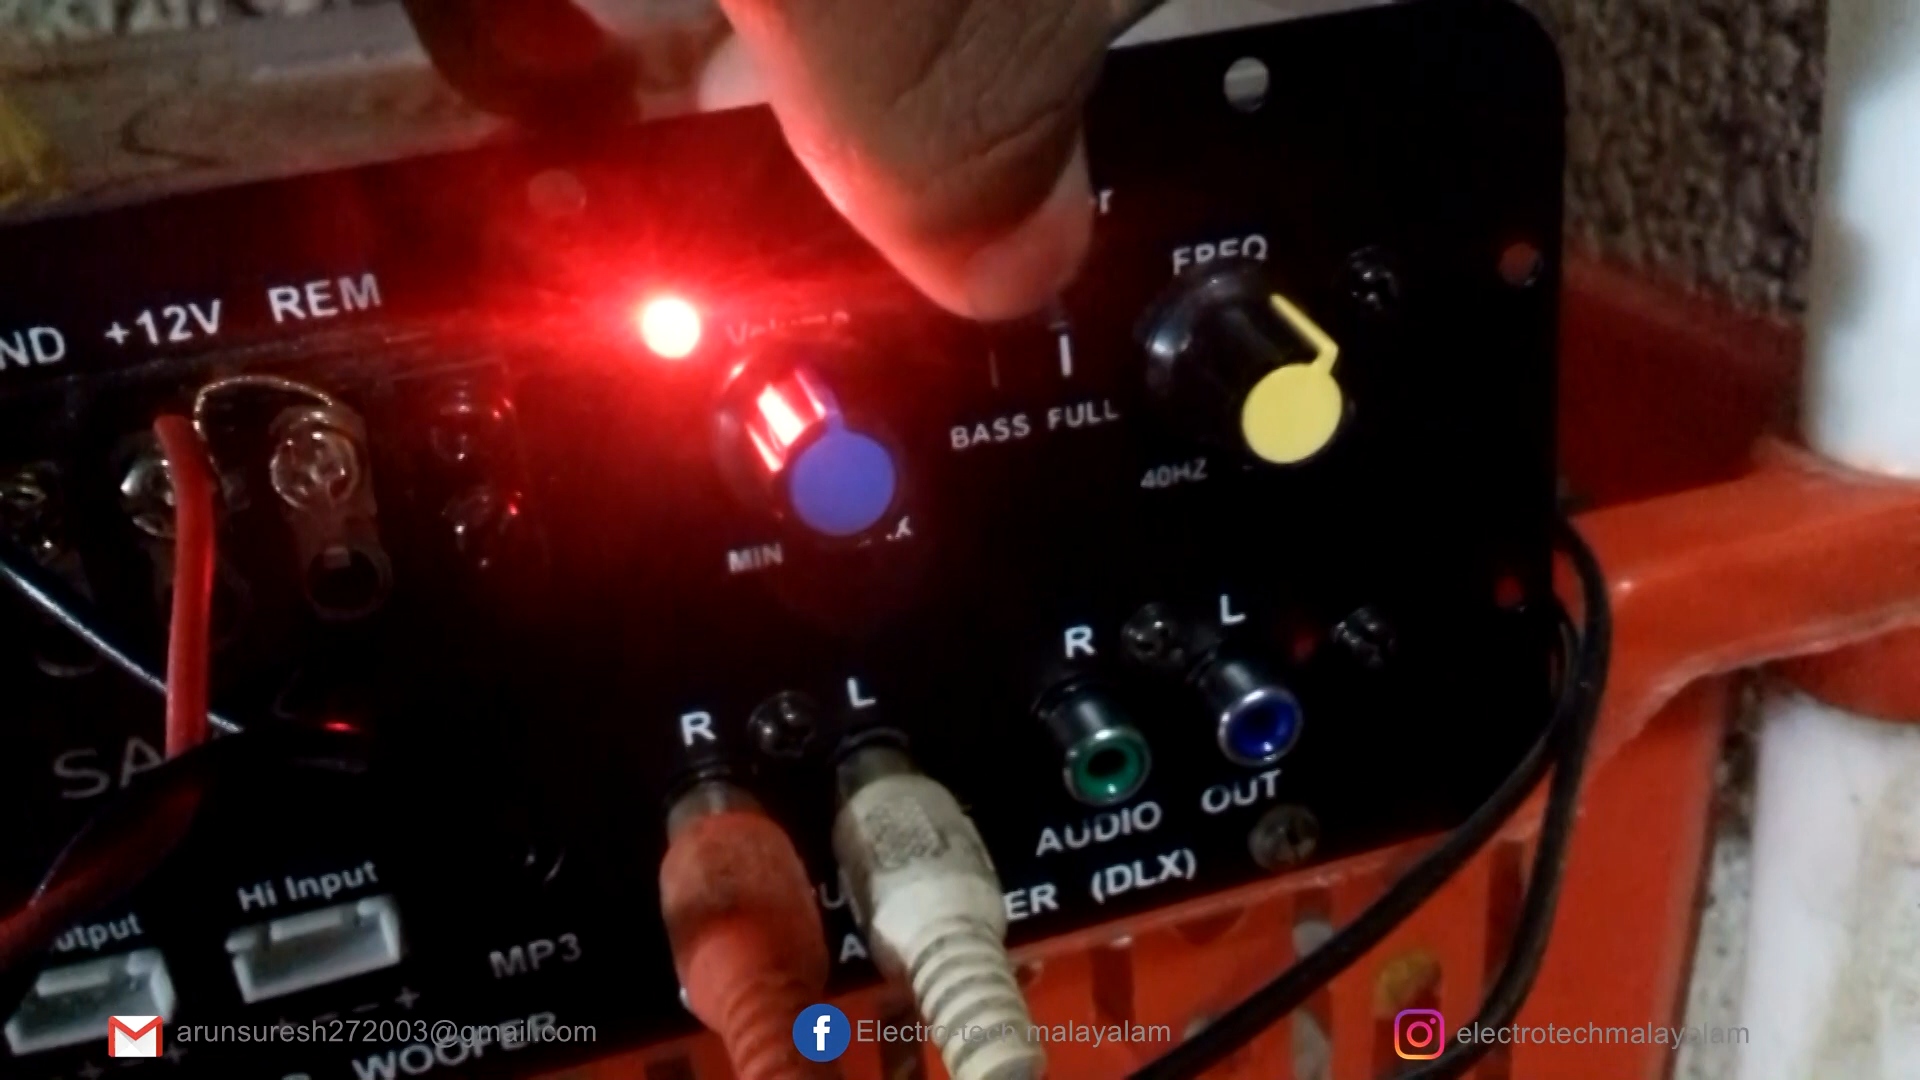 +12V REM
FREQ
BASS FULL
40HZ
MIN
R L
R L
AUDIO OUT
(DLX)
Hi Input
MP3
WOOFER
arunsuresh272003@gmail.com
Electro-tech malayalam
electrotechmalayalam